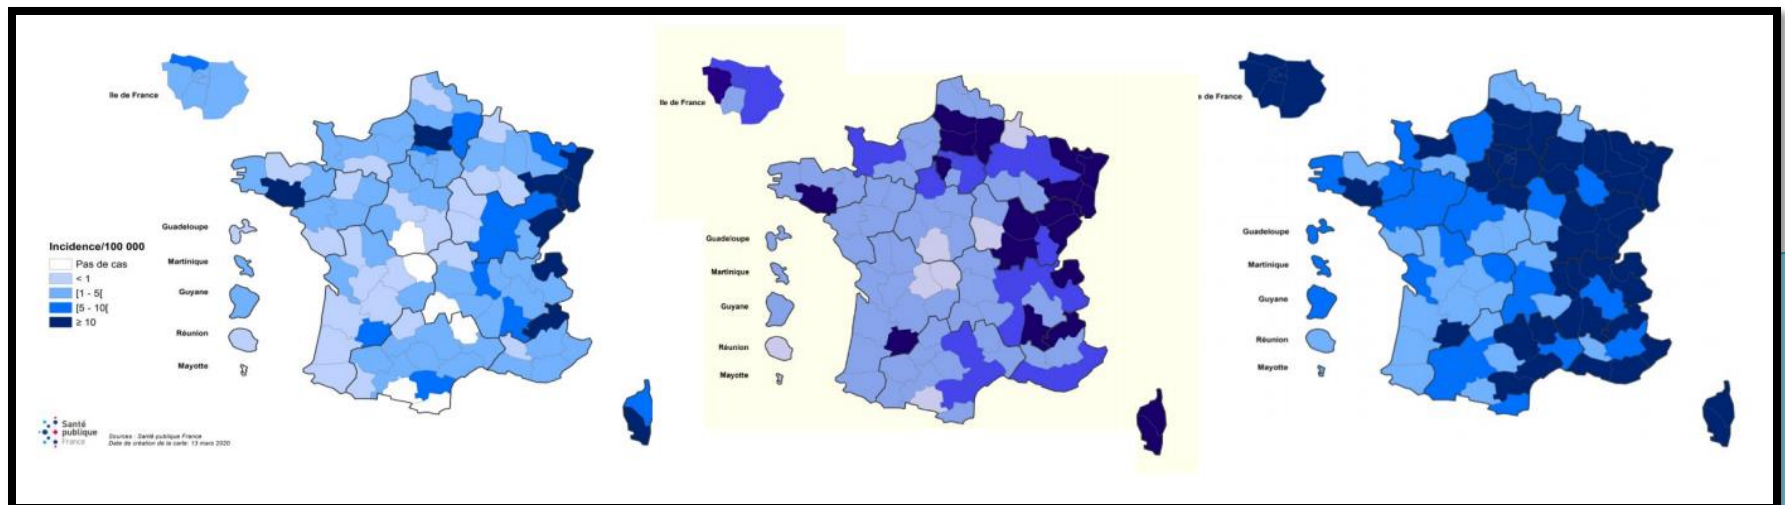 Ile de France
Guadeloupe
Incidence/100 000
Martinique
Pas de cas
< 1
Guyane
[1 - 5[
[5 - 10[
≥ 10
Réunion
Mayotte
Santé
publique
France
Sources : Santé publique France
Date de création de la carte: 13 mars 2020
Ile de France
Guadeloupe
Martinique
Guyane
Réunion
Mayotte
e de France
Guadeloupe
Martinique
Guyane
Réunion
Mayotte